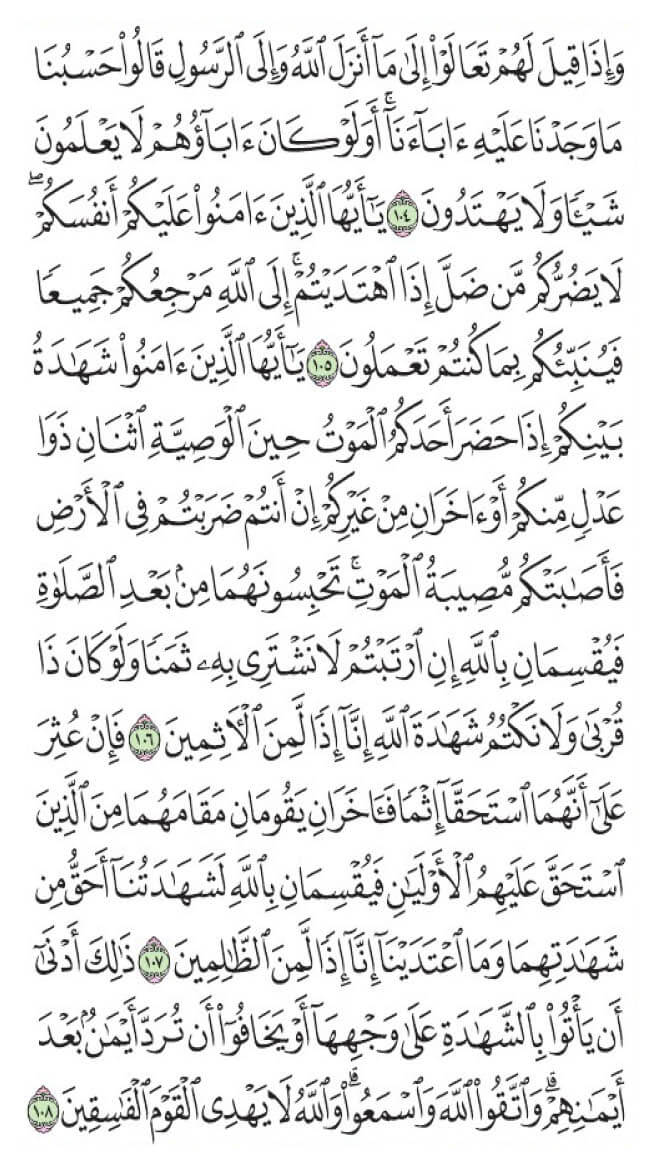 وَإِذَا قِيلَ لَهُمْ تَعَالَوْا۟ إِلَىٰ مَآ أَنزَلَ ٱللَّهُ وَإِلَى ٱلرَّسُولِ قَالُوا۟ حَسْبُنَا
مَا وَجَدْنَا عَلَيْهِ ءَابَآءَنَآ ۚ أَوَلَوْ كَانَ ءَابَآؤُهُمْ لَا يَعْلَمُونَ
شَيْـًٔا وَلَا يَهْتَدُونَ ١٠٤ يَـٰٓأَيُّهَا ٱلَّذِينَ ءَامَنُوا۟ عَلَيْكُمْ أَنفُسَكُمْ ۖ
لَا يَضُرُّكُم مَّن ضَلَّ إِذَا ٱهْتَدَيْتُمْ ۚ إِلَى ٱللَّهِ مَرْجِعُكُمْ جَمِيعًا
فَيُنَبِّئُكُم بِمَا كُنتُمْ تَعْمَلُونَ ١٠٥ يَـٰٓأَيُّهَا ٱلَّذِينَ ءَامَنُوا۟ شَهَـٰدَةُ
بَيْنِكُمْ إِذَا حَضَرَ أَحَدَكُمُ ٱلْمَوْتُ حِينَ ٱلْوَصِيَّةِ ٱثْنَانِ ذَوَا
عَدْلٍ مِّنكُمْ أَوْ ءَاخَرَانِ مِنْ غَيْرِكُمْ إِنْ أَنتُمْ ضَرَبْتُمْ فِى ٱلْأَرْضِ
فَأَصَـٰبَتْكُم مُّصِيبَةُ ٱلْمَوْتِ ۚ تَحْبِسُونَهُمَا مِنۢ بَعْدِ ٱلصَّلَوٰةِ
فَيُقْسِمَانِ بِٱللَّهِ إِنِ ٱرْتَبْتُمْ لَا نَشْتَرِى بِهِۦ ثَمَنًا وَلَوْ كَانَ ذَا
قُرْبَىٰ وَلَا نَكْتُمُ شَهَـٰدَةَ ٱللَّهِ إِنَّآ إِذًا لَّمِنَ ٱلْـَٔاثِمِينَ ١٠٦ فَإِنْ عُثِرَ
عَلَىٰٓ أَنَّهُمَا ٱسْتَحَقَّآ إِثْمًا فَـَٔاخَرَانِ يَقُومَانِ مَقَامَهُمَا مِنَ ٱلَّذِينَ
ٱسْتَحَقَّ عَلَيْهِمُ ٱلْأَوْلَيَـٰنِ فَيُقْسِمَانِ بِٱللَّهِ لَشَهَـٰدَتُنَآ أَحَقُّ مِن
شَهَـٰدَتِهِمَا وَمَا ٱعْتَدَيْنَآ إِنَّآ إِذًا لَّمِنَ ٱلظَّـٰلِمِينَ ١٠٧ ذَٰلِكَ أَدْنَىٰٓ
أَن يَأْتُوا۟ بِٱلشَّهَـٰدَةِ عَلَىٰ وَجْهِهَآ أَوْ يَخَافُوٓا۟ أَن تُرَدَّ أَيْمَـٰنٌۢ بَعْدَ
أَيْمَـٰنِهِمْ ۗ وَٱتَّقُوا۟ ٱللَّهَ وَٱسْمَعُوا۟ ۗ وَٱللَّهُ لَا يَهْدِى ٱلْقَوْمَ ٱلْفَـٰسِقِينَ ١٠٨